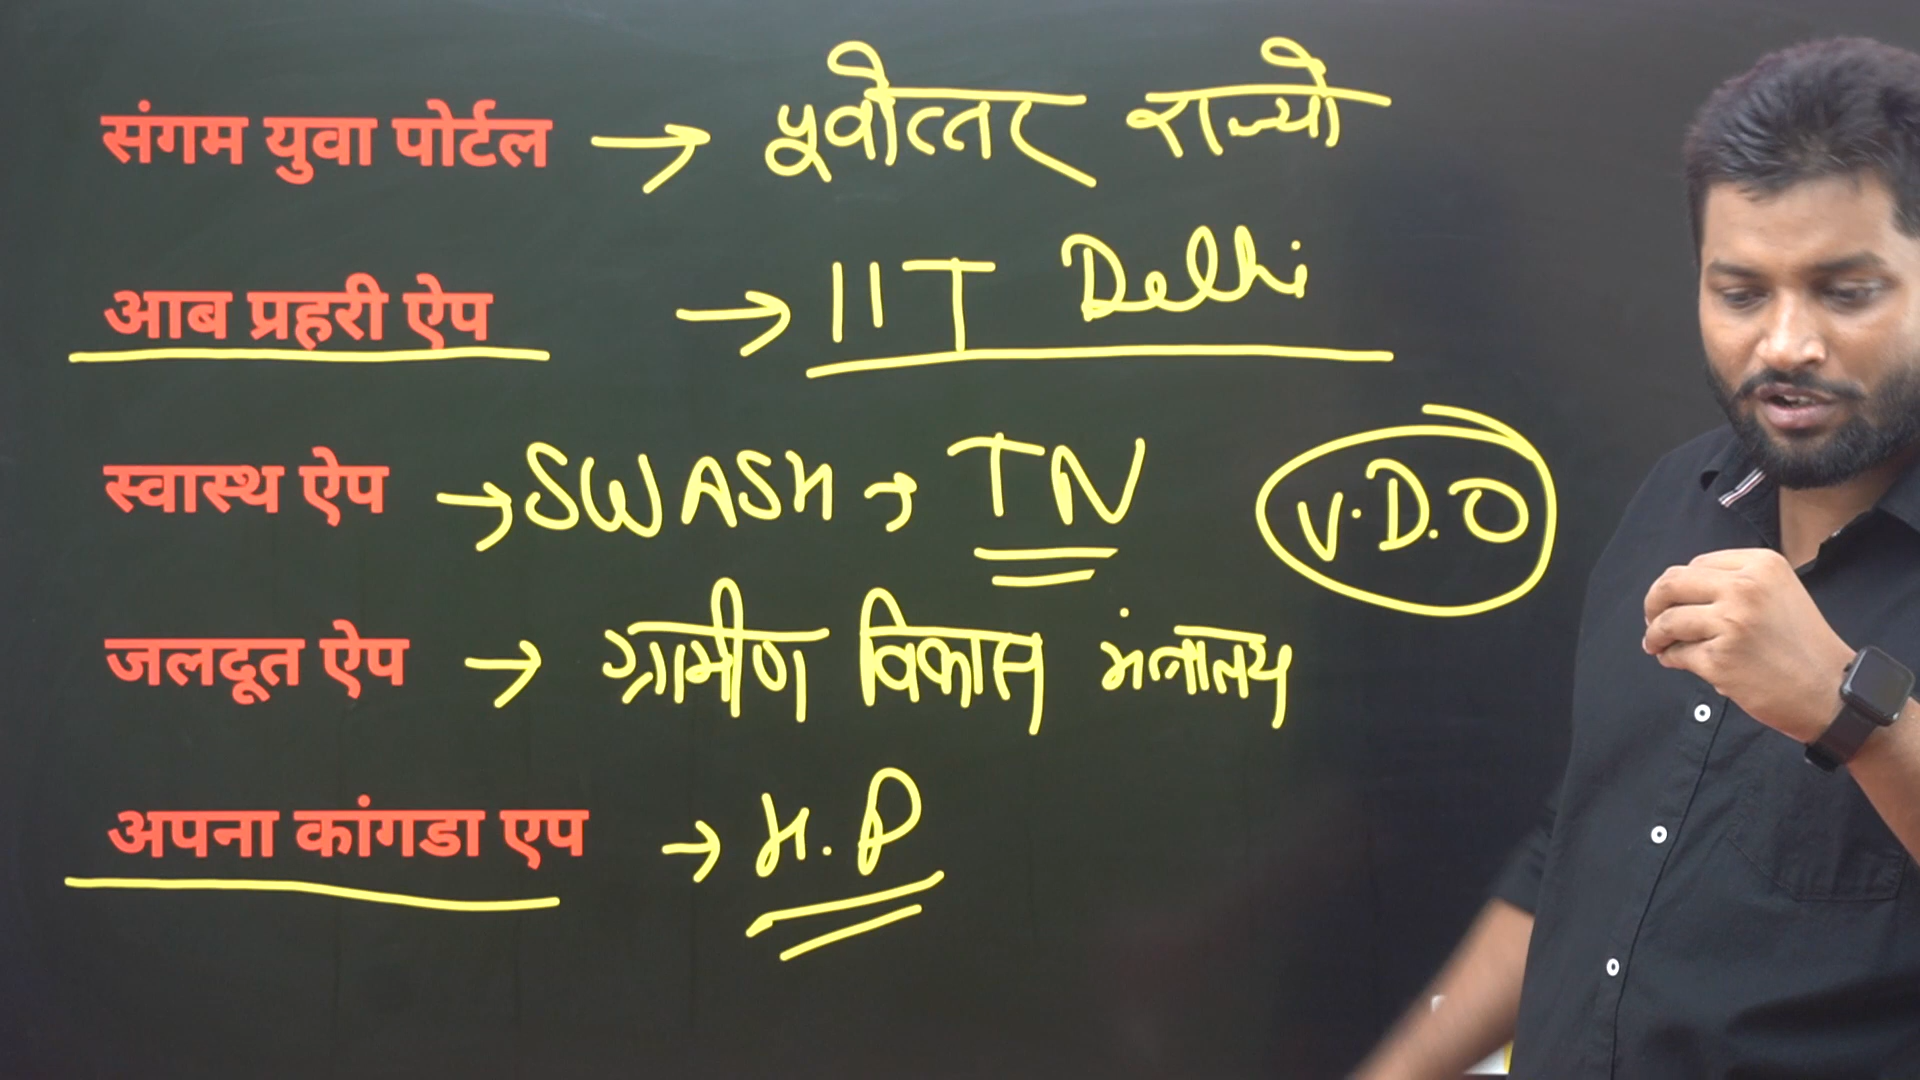 संगम युवा पोर्टल → पूर्वोत्तर राज्यों
आब प्रहरी ऐप → IIT Delhi
स्वास्थ ऐप → SWASH → TN V.D.O
जलदूत ऐप → ग्रामीण विकास मंत्रालय
अपना कांगडा एप → H.P